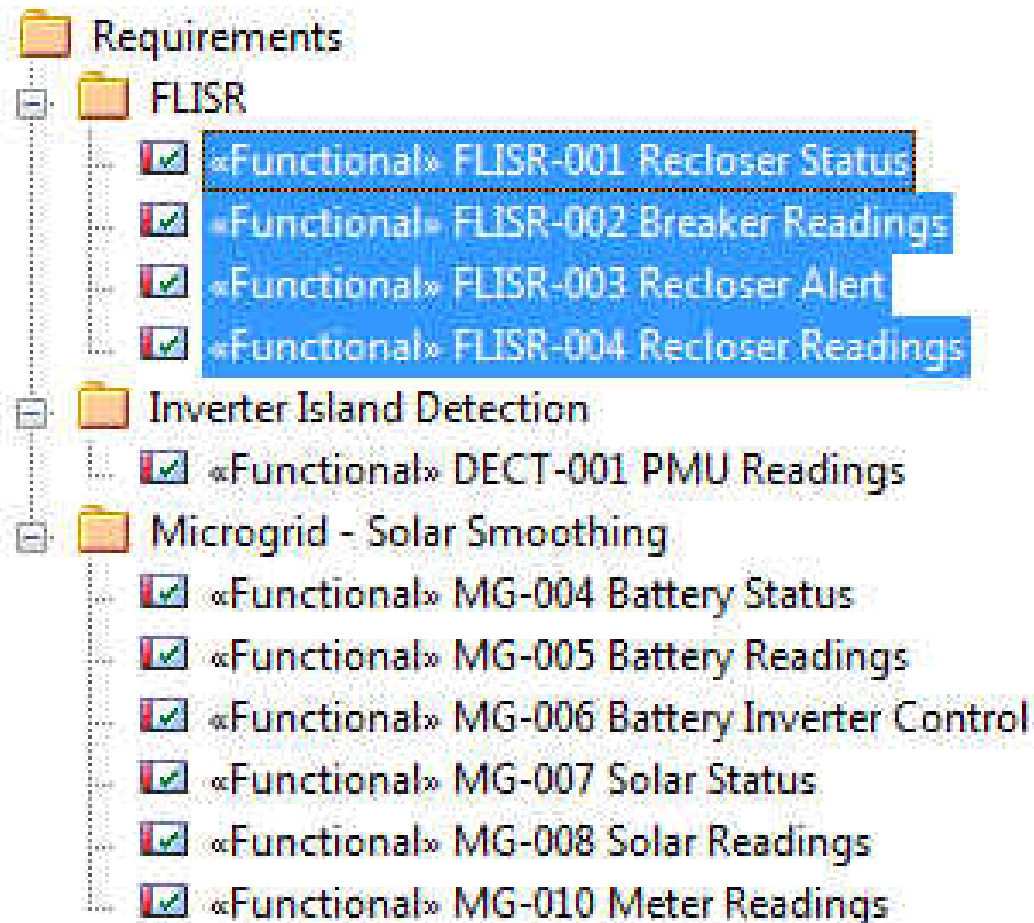 Requirements
FLISR
«Functional» FLISR-001 Recloser Status
«Functional» FLISR-002 Breaker Readings
«Functional» FLISR-003 Recloser Alert
«Functional» FLISR-004 Recloser Readings
Inverter Island Detection
«Functional» DECT-001 PMU Readings
Microgrid - Solar Smoothing
«Functional» MG-004 Battery Status
«Functional» MG-005 Battery Readings
«Functional» MG-006 Battery Inverter Control
«Functional» MG-007 Solar Status
«Functional» MG-008 Solar Readings
«Functional» MG-010 Meter Readings